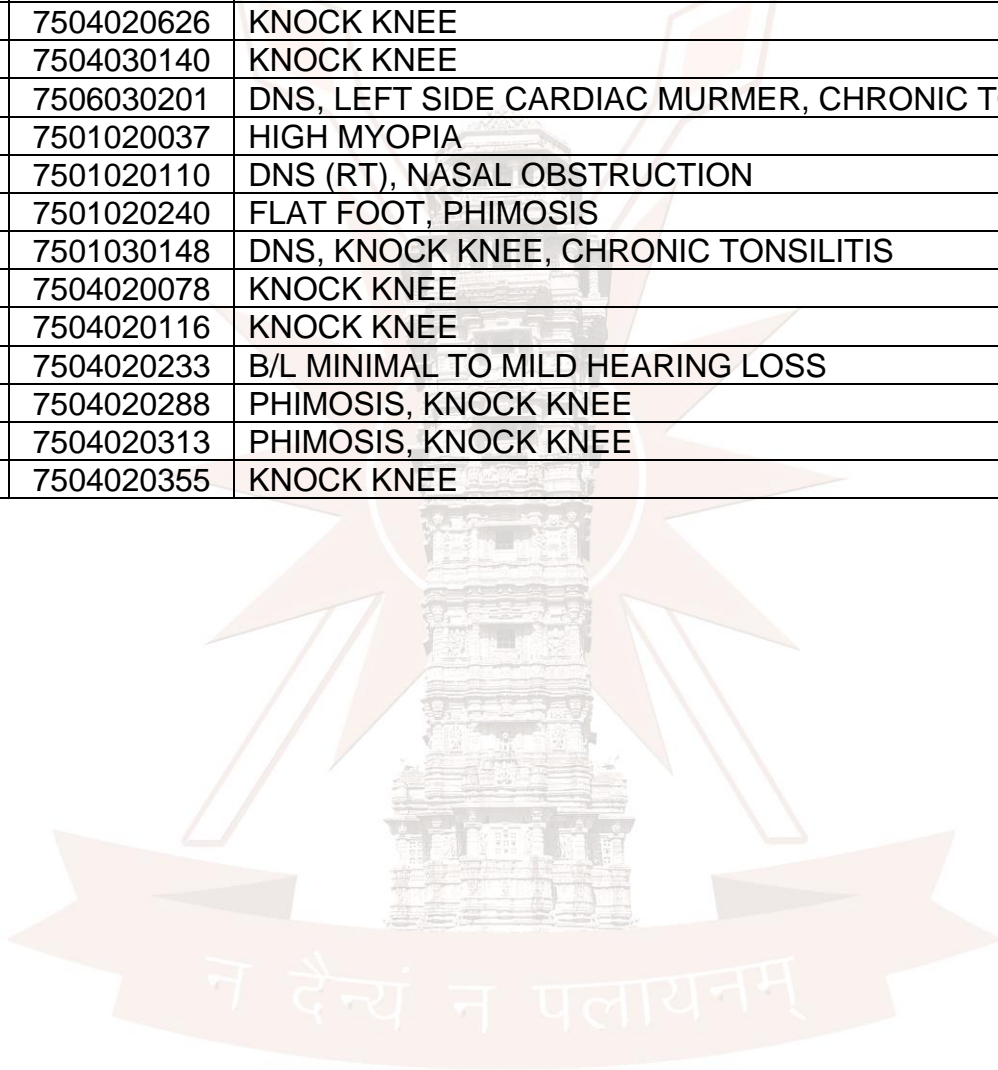 7504020626 KNOCK KNEE
7504030140 KNOCK KNEE
7506030201 DNS, LEFT SIDE CARDIAC MURMER, CHRONIC
7501020037 HIGH MYOPIA
7501020110 DNS (RT), NASAL OBSTRUCTION
7501020240 FLAT FOOT, PHIMOSIS
7501030148 DNS, KNOCK KNEE, CHRONIC TONSILITIS
7504020078 KNOCK KNEE
7504020116 KNOCK KNEE
7504020233 B/L MINIMAL TO MILD HEARING LOSS
7504020288 PHIMOSIS, KNOCK KNEE
7504020313 PHIMOSIS, KNOCK KNEE
7504020355 KNOCK KNEE
न दैन्यं न पलायनम्